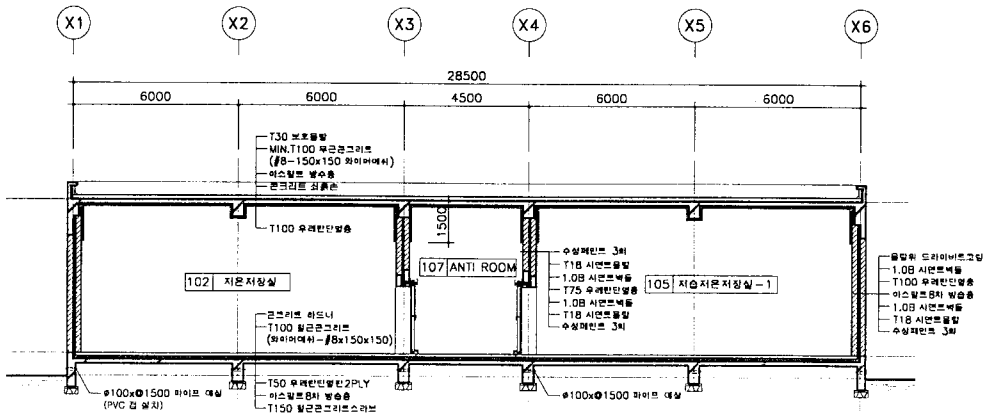 X1 X2 X3 X4 X5 X6
28500
6000 6000 4500 6000 6000
T30 보호몰탈
MIN.T100 무근콘크리트
(#8-150x150 와이어메쉬)
아스팔트 방수층
콘크리트 쇠흙손
T100 우레탄단열층
1500
102 저온저장실
107 ANTI ROOM
105 저습저온저장실-1
수성페인트 3회
T18 시멘트몰탈
1.0B 시멘트벽돌
T75 우레탄단열층
1.0B 시멘트벽돌
T18 시멘트몰탈
수성페인트 3회
몰탈위 드라이비트코팅
1.0B 시멘트벽돌
T100 우레탄단열층
아스팔트8차 방습층
1.0B 시멘트벽돌
T18 시멘트몰탈
수성페인트 3회
콘크리트 하드너
T100 철근콘크리트
(와이어메쉬-#8x150x150)
ø100x@1500 파이프 매설
(PVC 캡 설치)
T50 우레탄단열판2PLY
아스팔트8차 방습층
T150 철근콘크리트스라브
ø100x@1500 파이프 매설